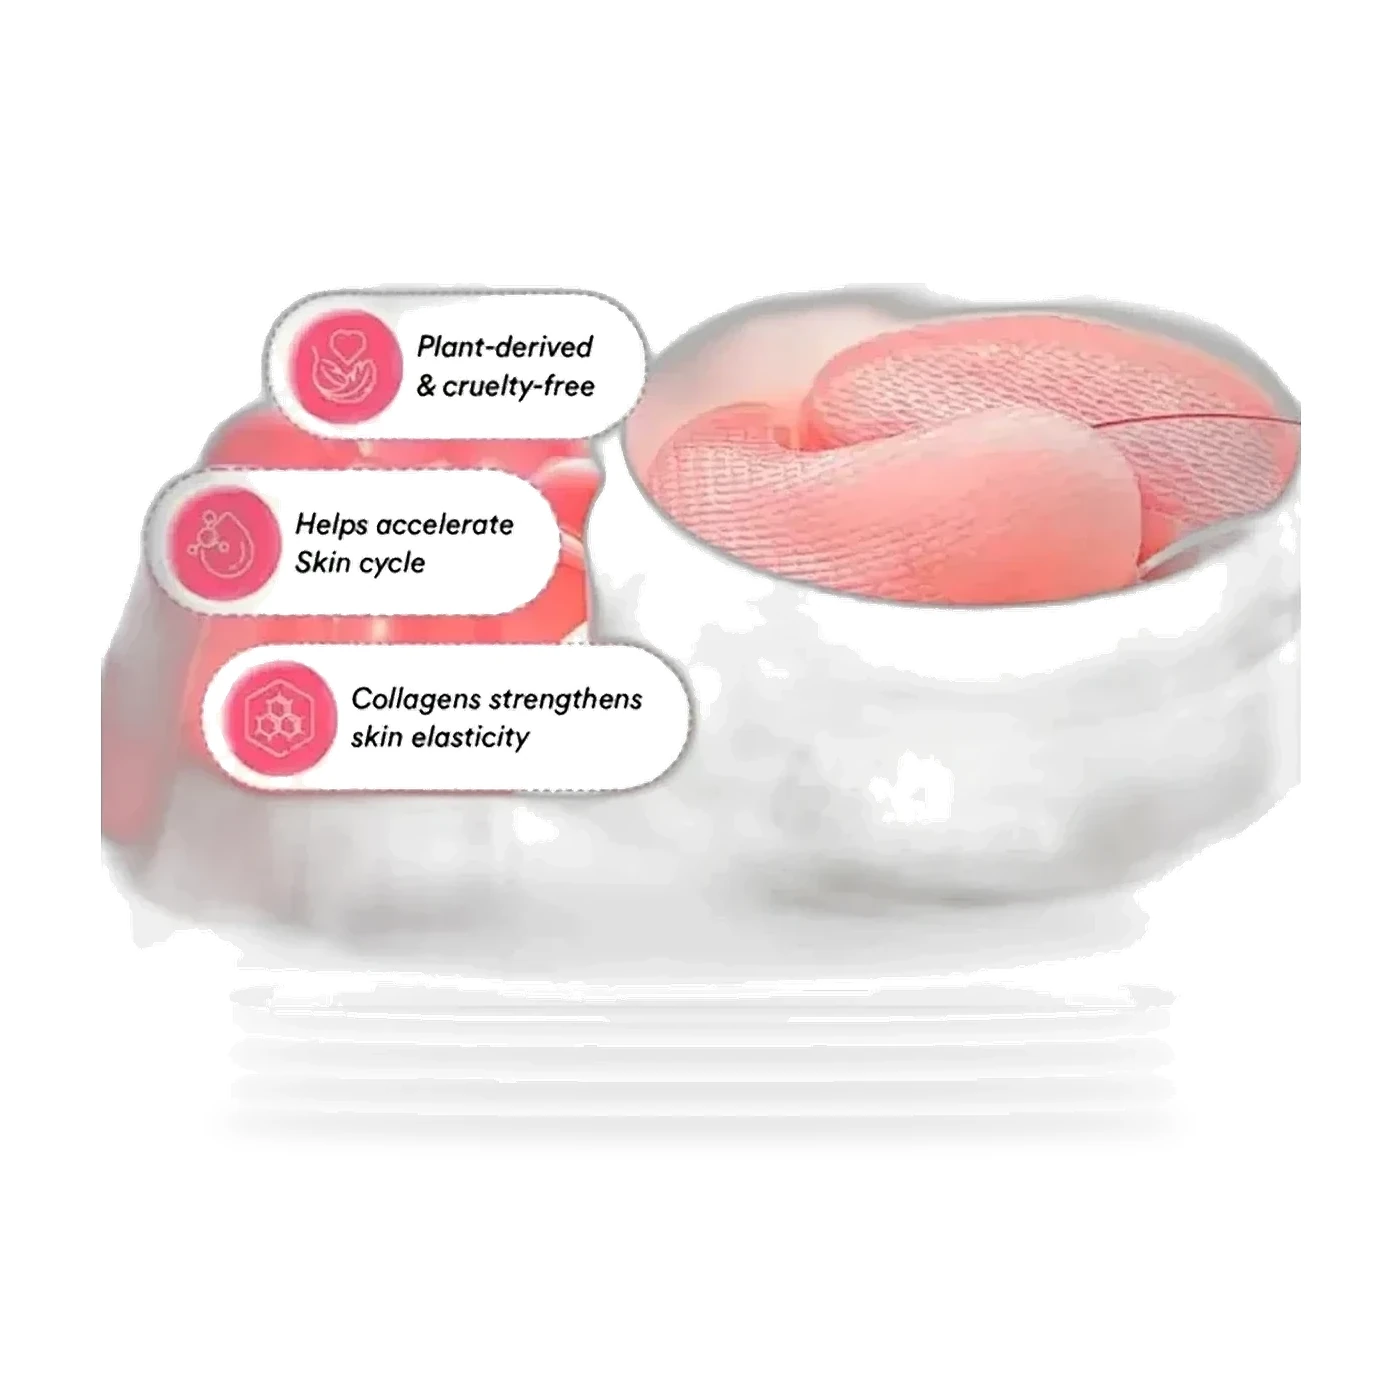 Plant-derived
& cruelty-free
Helps accelerate
Skin cycle
Collagens strengthens
skin elasticity